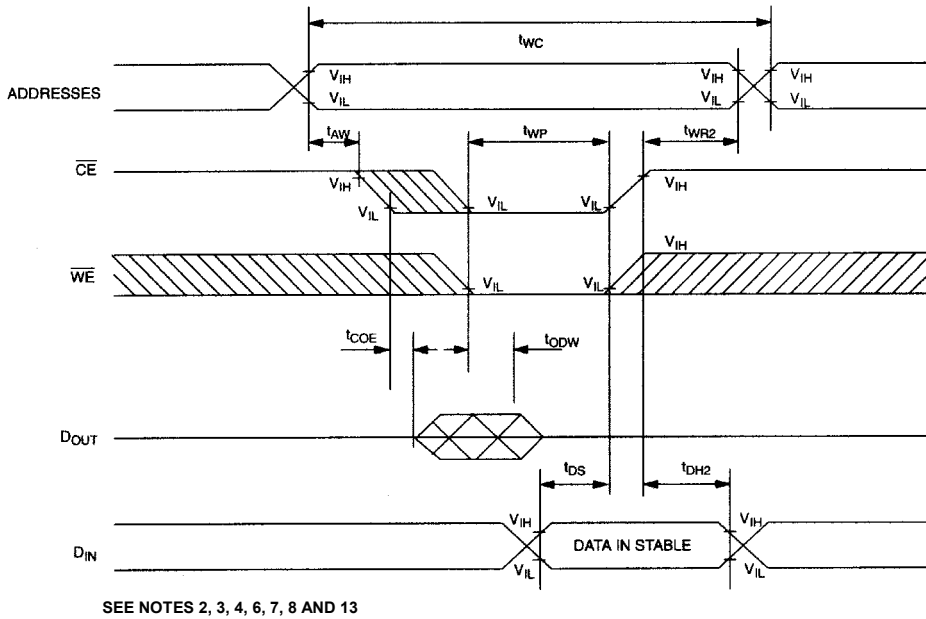 tWC
ADDRESSES
VIH
VIL
VIH
VIL
VIH
VIL
tAW
tWP
tWR2
CE
VIH
VIL
VIL
VIL
VIH
WE
VIL
VIL
VIH
tCOE
tODW
DOUT
tDS
tDH2
DIN
VIH
VIL
DATA IN STABLE
VIH
VIL
SEE NOTES 2, 3, 4, 6, 7, 8 AND 13